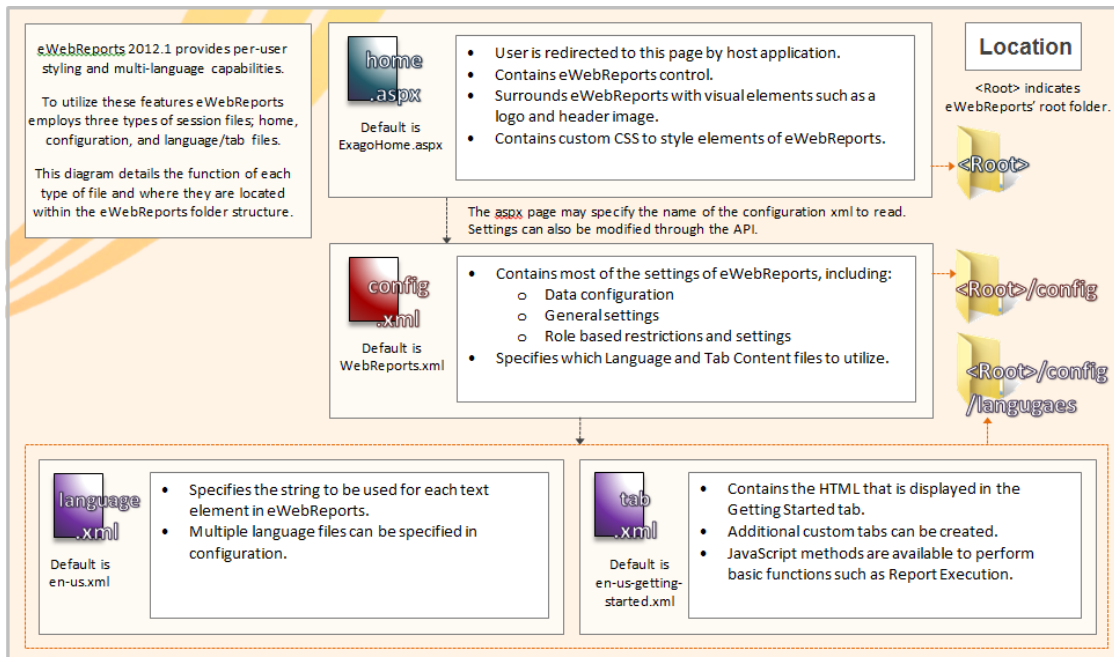 eWebReports 2012.1 provides per-user
styling and multi-language capabilities.
To utilize these features eWebReports
employs three types of session files; home,
configuration, and language/tab files.
This diagram details the function of each
type of file and where they are located
within the eWebReports folder structure.
home
.aspx
Default is
ExagoHome.aspx
• User is redirected to this page by host application.
• Contains eWebReports control.
• Surrounds eWebReports with visual elements such as a
logo and header image.
• Contains custom CSS to style elements of eWebReports.
Location
<Root> indicates
eWebReports' root folder.
<Root>
The aspx page may specify the name of the configuration xml to read.
Settings can also be modified through the API.
config
.xml
Default is
WebReports.xml
• Contains most of the settings of eWebReports, including:
o Data configuration
o General settings
o Role based restrictions and settings
• Specifies which Language and Tab Content files to utilize.
<Root>/config
<Root>/config
/langugaes
language
.xml
Default is
en-us.xml
• Specifies the string to be used for each text
element in eWebReports.
• Multiple language files can be specified in
configuration.
tab
.xml
Default is
en-us-getting-
started.xml
• Contains the HTML that is displayed in the
Getting Started tab.
• Additional custom tabs can be created.
• JavaScript methods are available to perform
basic functions such as Report Execution.